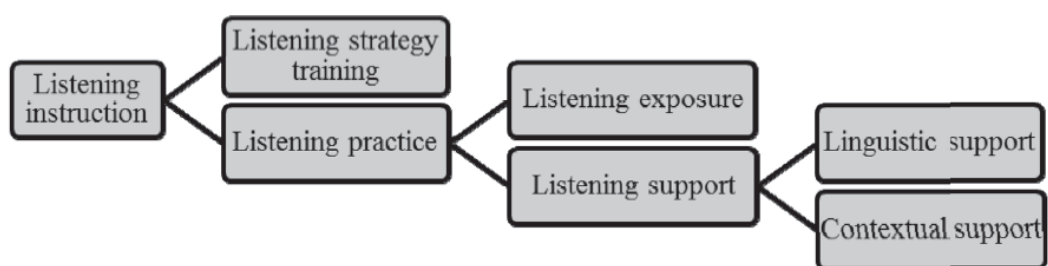 Listening
instruction
Listening strategy
training
Listening practice
Listening exposure
Listening support
Linguistic support
Contextual support